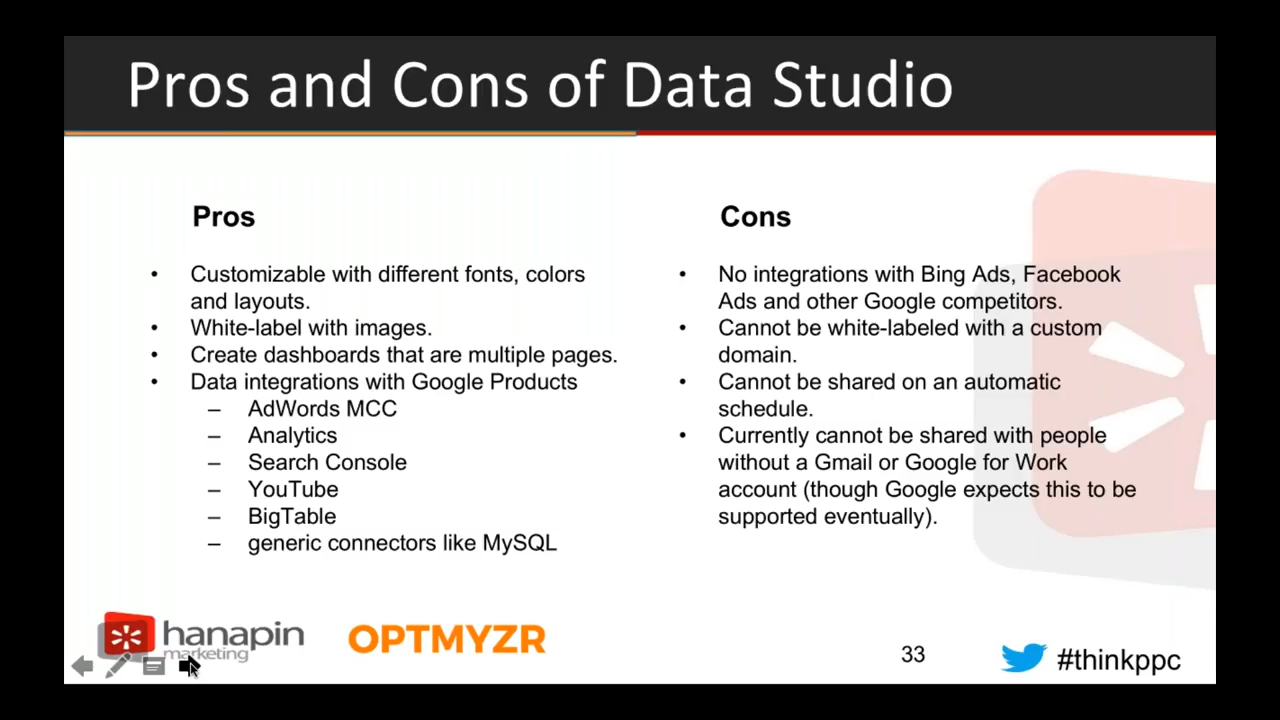 Pros and Cons of Data Studio
Pros
• Customizable with different fonts, colors
and layouts.
• White-label with images.
• Create dashboards that are multiple pages.
• Data integrations with Google Products
– AdWords MCC
– Analytics
– Search Console
– YouTube
– BigTable
– generic connectors like MySQL
Cons
• No integrations with Bing Ads, Facebook
Ads and other Google competitors.
• Cannot be white-labeled with a custom
domain.
• Cannot be shared on an automatic
schedule.
• Currently cannot be shared with people
without a Gmail or Google for Work
account (though Google expects this to be
supported eventually).
hanapin
marketing
OPTMYZR
33
#thinkppc